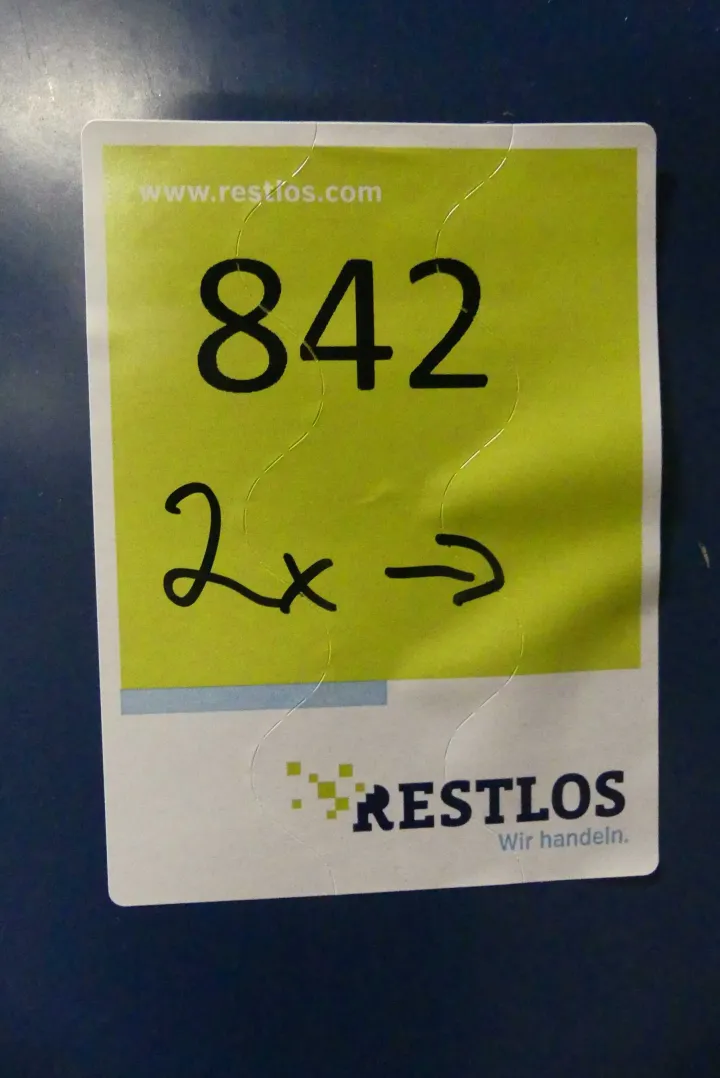 www.restlos.com
842
2x →
RESTLOS
Wir handeln.